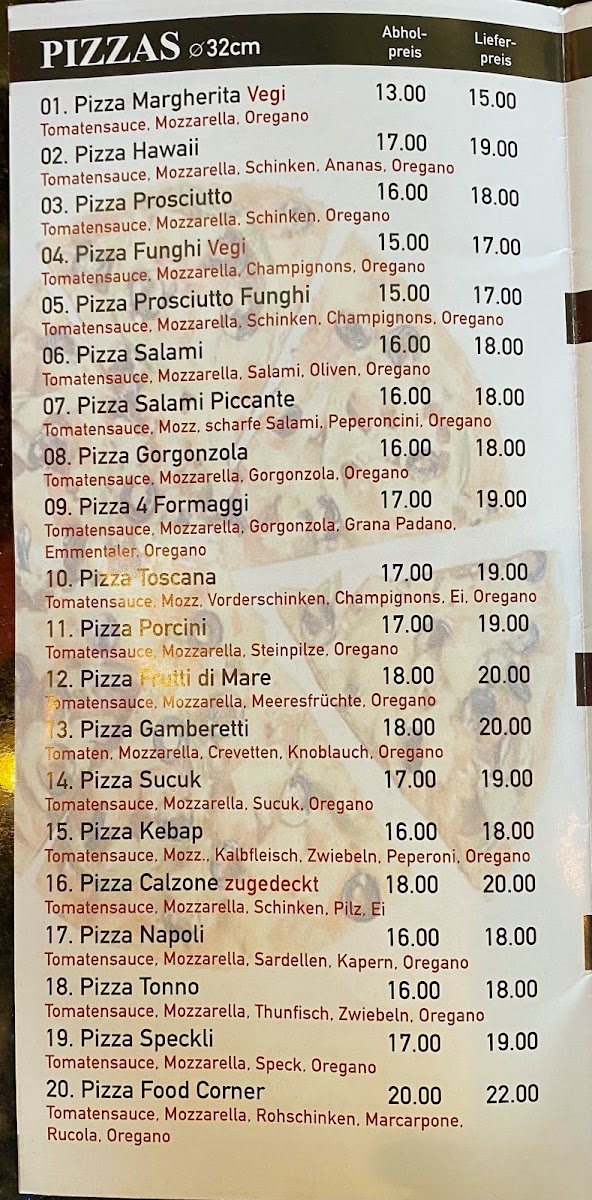 PIZZAS ⌀32cm Abhol-preis Liefer-preis
01. Pizza Margherita Vegi 13.00 15.00
Tomatensauce, Mozzarella, Oregano
02. Pizza Hawaii 17.00 19.00
Tomatensauce, Mozzarella, Schinken, Ananas, Oregano
03. Pizza Prosciutto 16.00 18.00
Tomatensauce, Mozzarella, Schinken, Oregano
04. Pizza Funghi Vegi 15.00 17.00
Tomatensauce, Mozzarella, Champignons, Oregano
05. Pizza Prosciutto Funghi 15.00 17.00
Tomatensauce, Mozzarella, Schinken, Champignons, Oregano
06. Pizza Salami 16.00 18.00
Tomatensauce, Mozzarella, Salami, Oliven, Oregano
07. Pizza Salami Piccante 16.00 18.00
Tomatensauce, Mozz, scharfe Salami, Peperoncini, Oregano
08. Pizza Gorgonzola 16.00 18.00
Tomatensauce, Mozzarella, Gorgonzola, Oregano
09. Pizza 4 Formaggi 17.00 19.00
Tomatensauce, Mozzarella, Gorgonzola, Grana Padano,
Emmentaler, Oregano
10. Pizza Toscana 17.00 19.00
Tomatensauce, Mozz, Vorderschinken, Champignons, Ei, Oregano
11. Pizza Porcini 17.00 19.00
Tomatensauce, Mozzarella, Steinpilze, Oregano
12. Pizza Frutti di Mare 18.00 20.00
Tomatensauce, Mozzarella, Meeresfrüchte, Oregano
13. Pizza Gamberetti 18.00 20.00
Tomaten, Mozzarella, Crevetten, Knoblauch, Oregano
14. Pizza Sucuk 17.00 19.00
Tomatensauce, Mozzarella, Sucuk, Oregano
15. Pizza Kebap 16.00 18.00
Tomatensauce, Mozz., Kalbfleisch, Zwiebeln, Peperoni, Oregano
16. Pizza Calzone zugedeckt 18.00 20.00
Tomatensauce, Mozzarella, Schinken, Pilz, Ei
17. Pizza Napoli 16.00 18.00
Tomatensauce, Mozzarella, Sardellen, Kapern, Oregano
18. Pizza Tonno 16.00 18.00
Tomatensauce, Mozzarella, Thunfisch, Zwiebeln, Oregano
19. Pizza Speckli 17.00 19.00
Tomatensauce, Mozzarella, Speck, Oregano
20. Pizza Food Corner 20.00 22.00
Tomatensauce, Mozzarella, Rohschinken, Marcarpone,
Rucola, Oregano